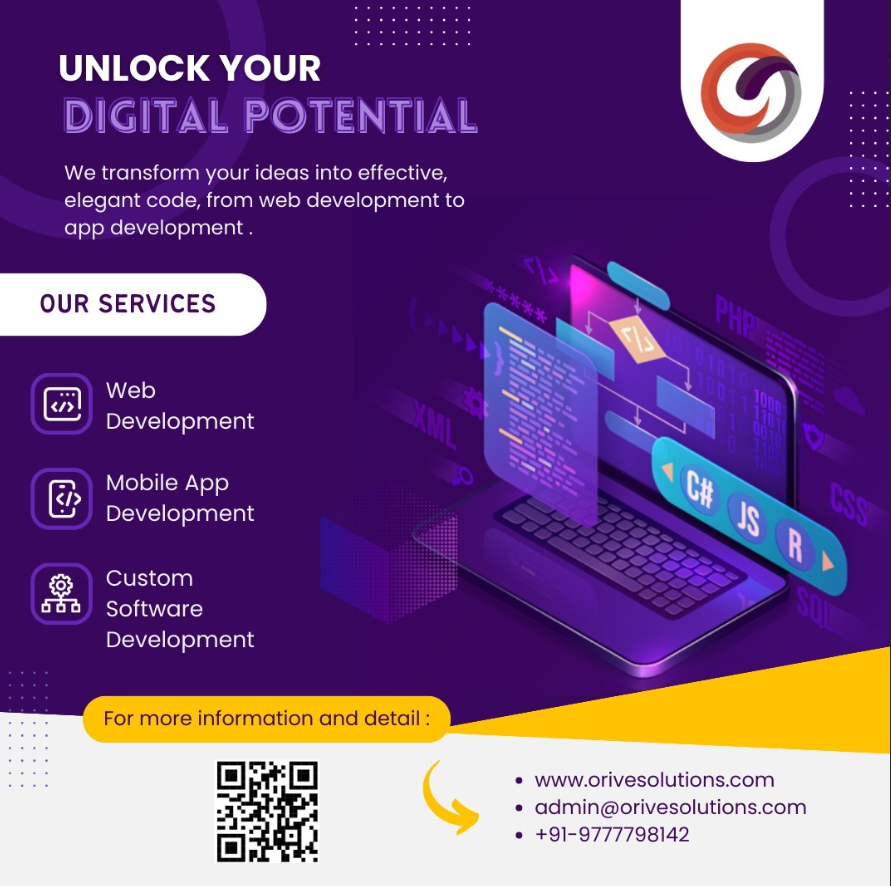 UNLOCK YOUR
DIGITAL POTENTIAL
We transform your ideas into effective,
elegant code, from web development to
app development .
OUR SERVICES
Web
Development
Mobile App
Development
Custom
Software
Development
</>
*****
PHP
XML
</>
1000
C#
JS
R
CSS
SQL
For more information and detail :
www.orivesolutions.com
admin@orivesolutions.com
+91-9777798142